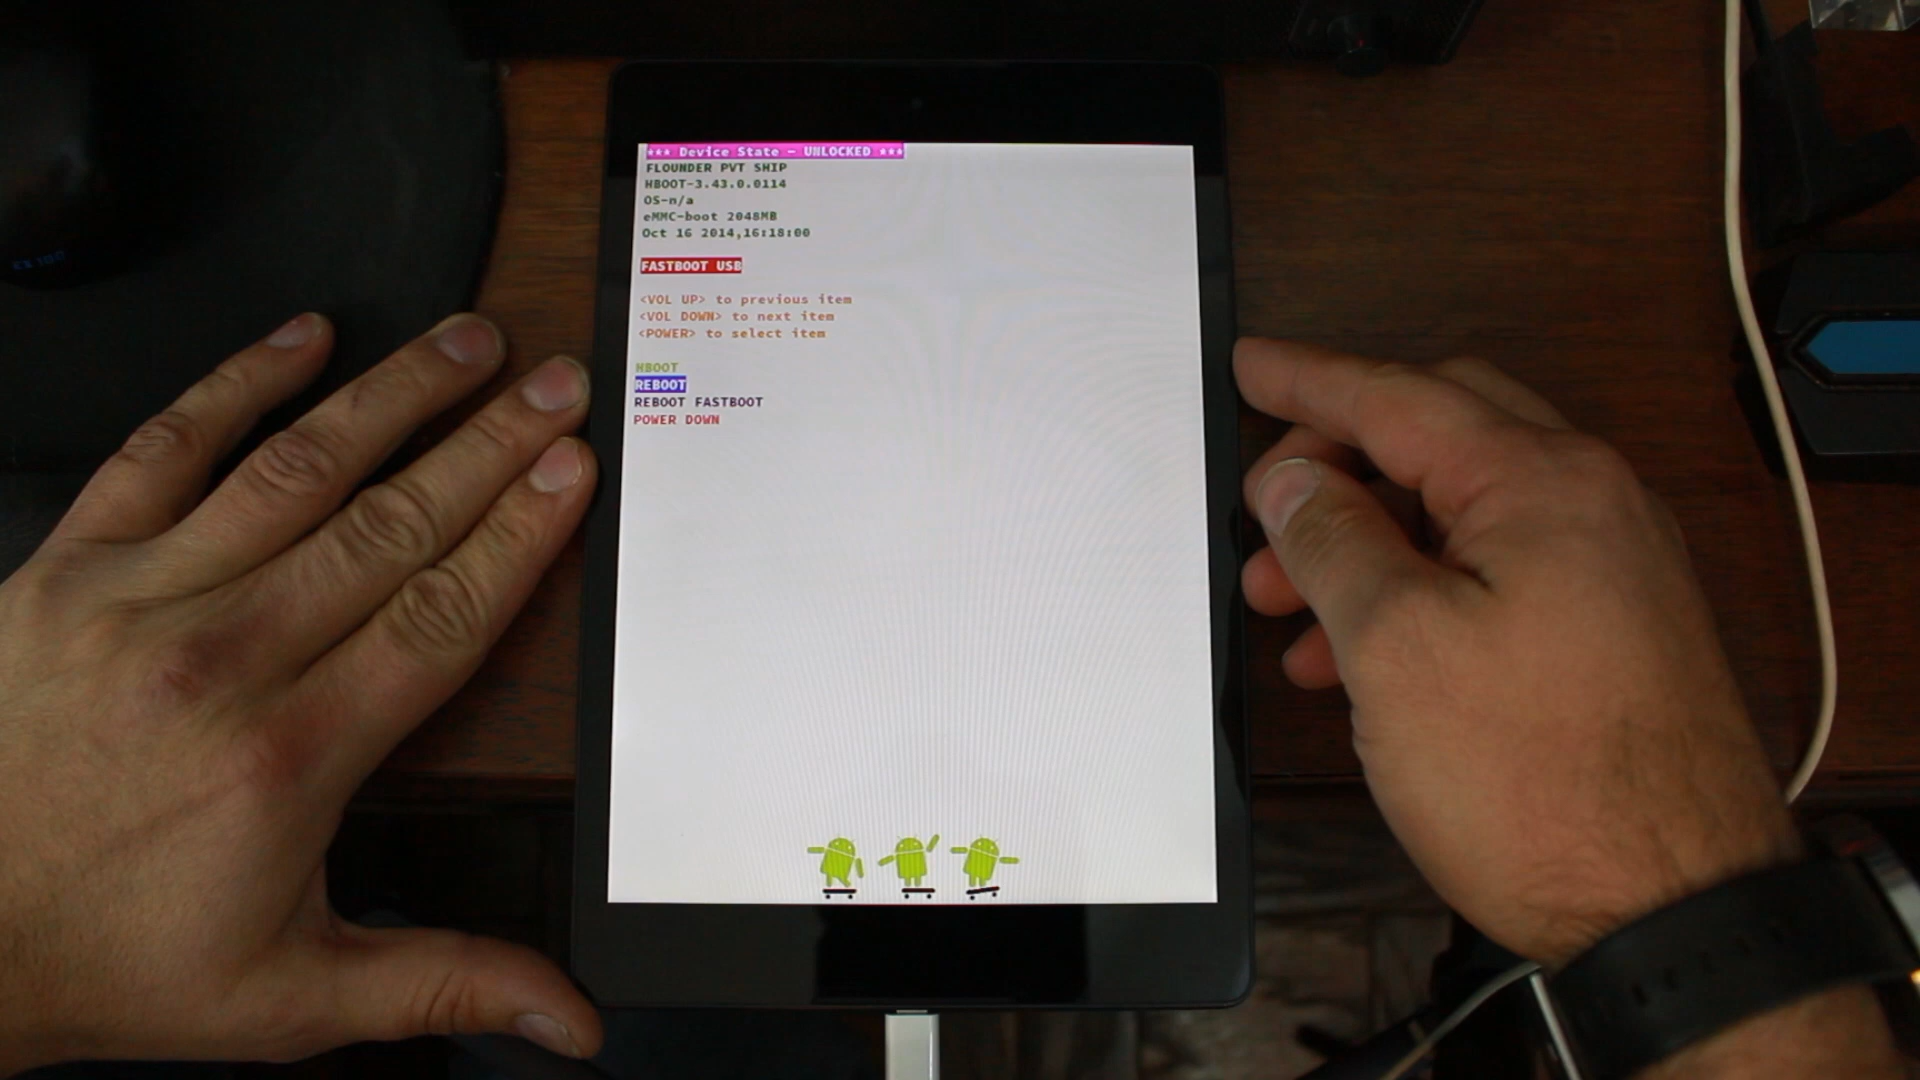 *** Device State - UNLOCKED ***
FLOUNDER PVT SHIP
HBOOT-3.43.0.0114
OS-n/a
eMMC-boot 2048MB
Oct 16 2014,16:18:00
FASTBOOT USB
<VOL UP> to previous item
<VOL DOWN> to next item
<POWER> to select item
HBOOT
REBOOT
REBOOT FASTBOOT
POWER DOWN